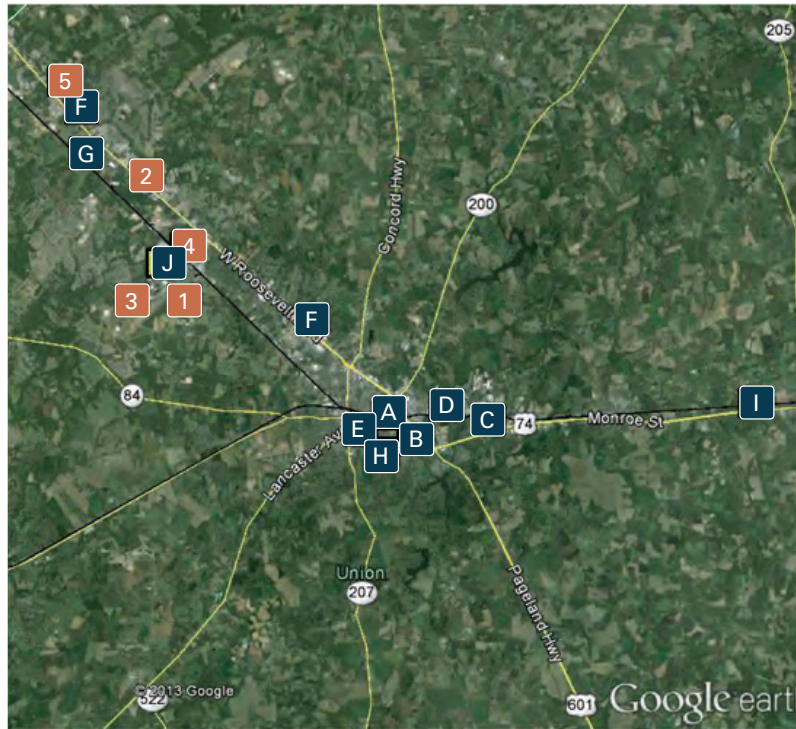 205
5
F
G
2
Concord Hwy
200
4
J
W Roosevelt
3
1
F
84
A
D
C
I
E
B
74
Monroe St
H
Lancaster Av
Union
207
Pageland Hwy
© 2013 Google
522
601
Google eart